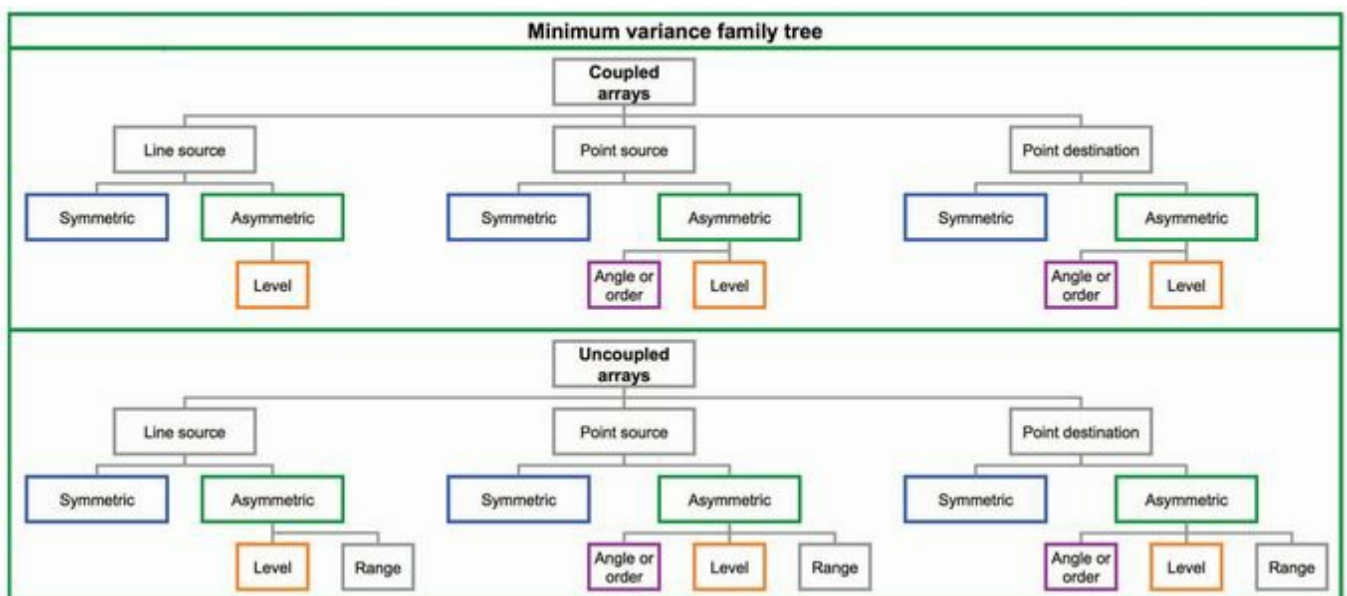 Minimum variance family tree
Coupled
arrays
Line source
Point source
Point destination
Symmetric
Asymmetric
Symmetric
Asymmetric
Symmetric
Asymmetric
Level
Angle or
order
Level
Angle or
order
Level
Uncoupled
arrays
Line source
Point source
Point destination
Symmetric
Asymmetric
Symmetric
Asymmetric
Symmetric
Asymmetric
Level
Range
Angle or
order
Level
Range
Angle or
order
Level
Range